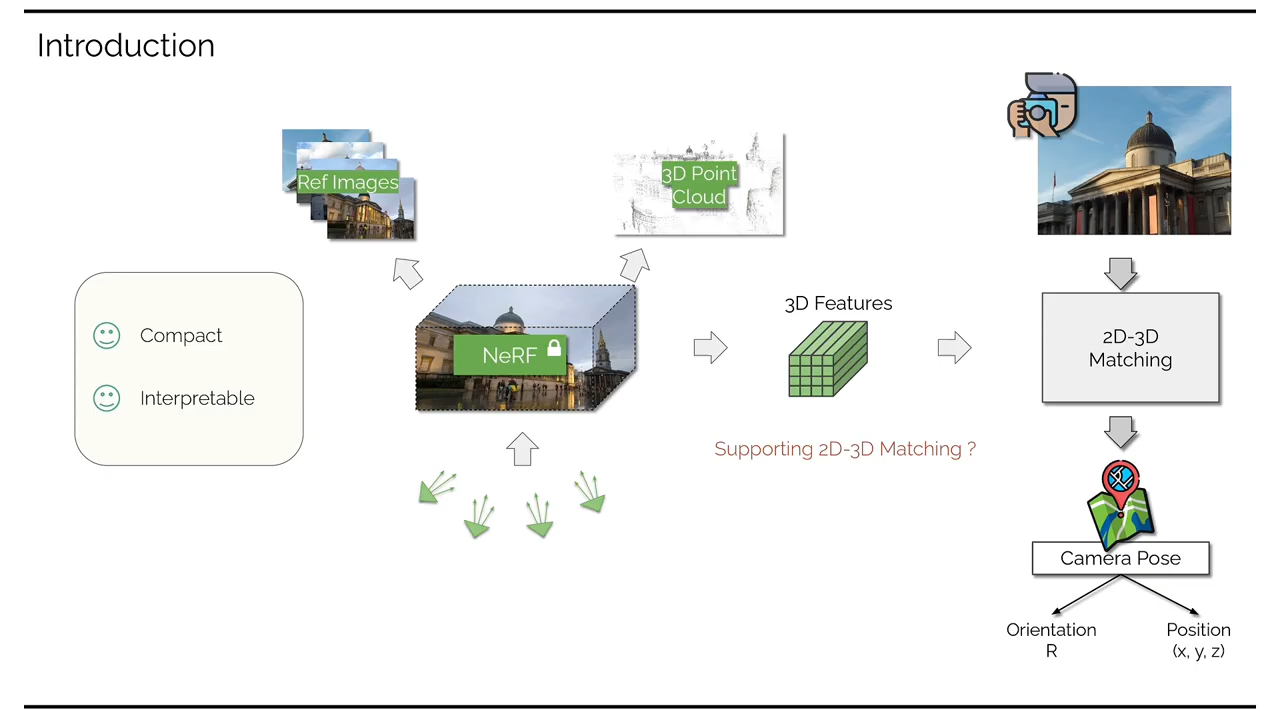 Introduction
Ref Images
3D Point
Cloud
Compact
Interpretable
NeRF
3D Features
Supporting 2D-3D Matching ?
2D-3D
Matching
Camera Pose
Orientation
R
Position
(x, y, z)